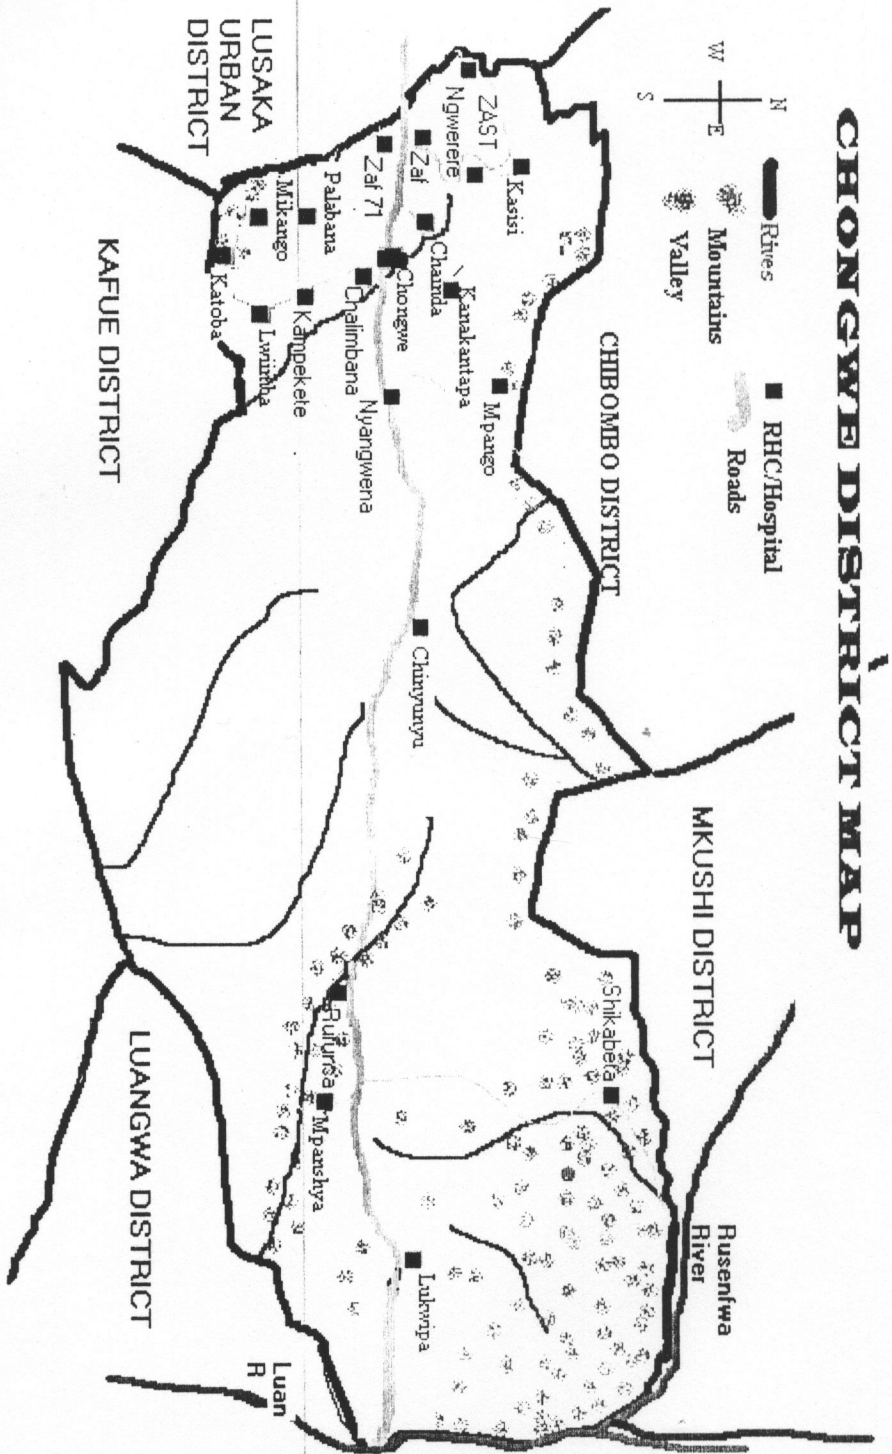 CHONGWE DISTRICT MAP
N
W
E
S
Rives
Mountains
Valley
RHC/Hospital
Roads
CHIBOMBO DISTRICT
MKUSHI DISTRICT
Rusenfwa
River
LUSAKA
URBAN
DISTRICT
KAFUE DISTRICT
LUANGWA DISTRICT
Luan
R
ZAST
Ngwerere
Kasisi
Zaf
Zaf 71
Chainda
Kanakantapa
Mpango
Palabana
Mikango
Katoba
Chongwe
Chalimbana
Kampekete
Lwiimba
Nyangwena
Chinyunyu
Shikabeta
Rufunsa
Mpanshya
Lukwipa